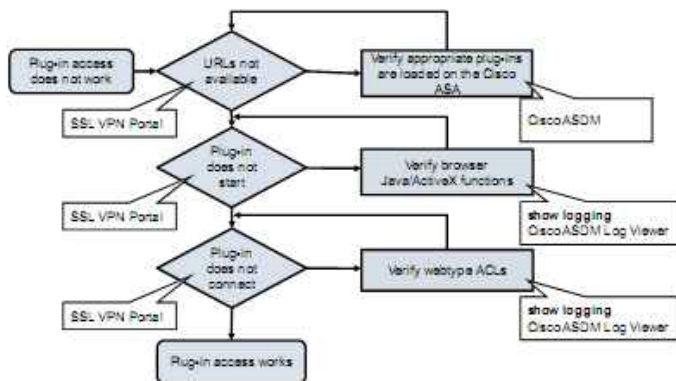 Plug-in access
does not work
URLs not
available
Verify appropriate plug-ins
are loaded on the Cisco
ASA
SSL VPN Portal
Cisco ASDM
Plug-in
does not
start
Verify browser
Java/ActiveX functions
SSL VPN Portal
show logging
Cisco ASDM Log Viewer
Plug-in
does not
connect
Verify webtype ACLs
SSL VPN Portal
show logging
Cisco ASDM Log Viewer
Plug-in access works